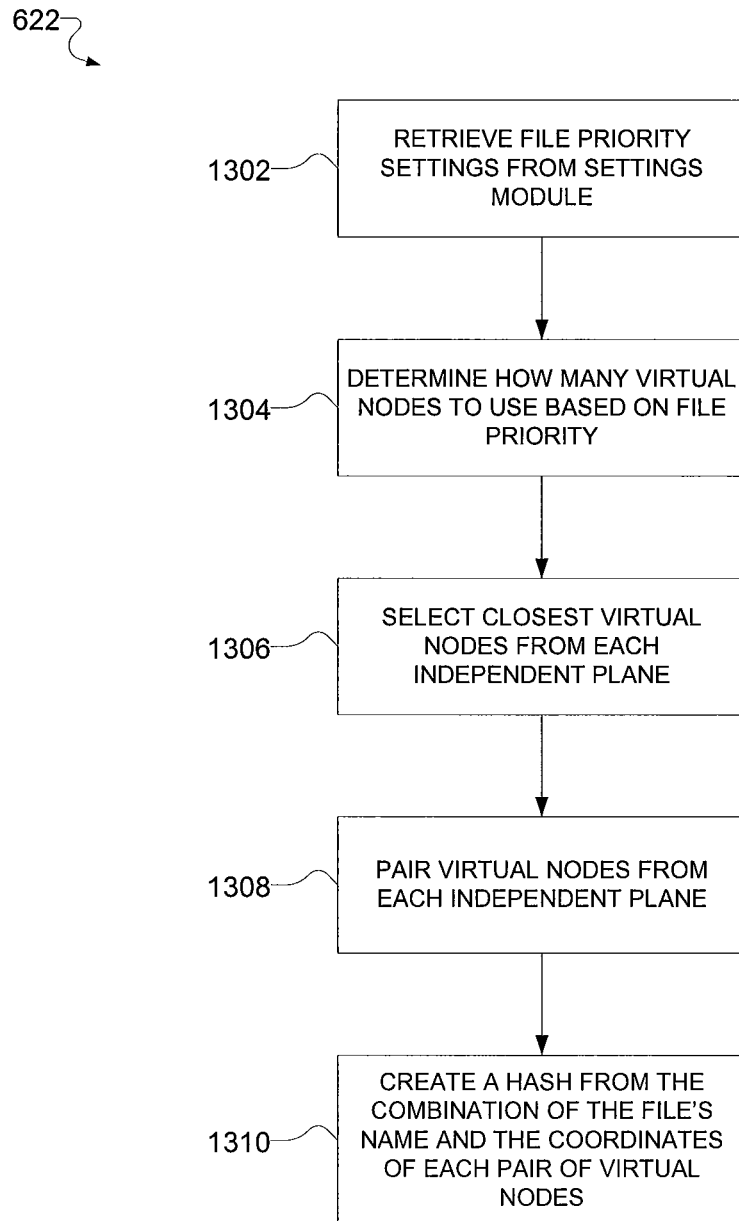 622
1302
RETRIEVE FILE PRIORITY
SETTINGS FROM SETTINGS
MODULE
1304
DETERMINE HOW MANY VIRTUAL
NODES TO USE BASED ON FILE
PRIORITY
1306
SELECT CLOSEST VIRTUAL
NODES FROM EACH
INDEPENDENT PLANE
1308
PAIR VIRTUAL NODES FROM
EACH INDEPENDENT PLANE
1310
CREATE A HASH FROM THE
COMBINATION OF THE FILE'S
NAME AND THE COORDINATES
OF EACH PAIR OF VIRTUAL
NODES